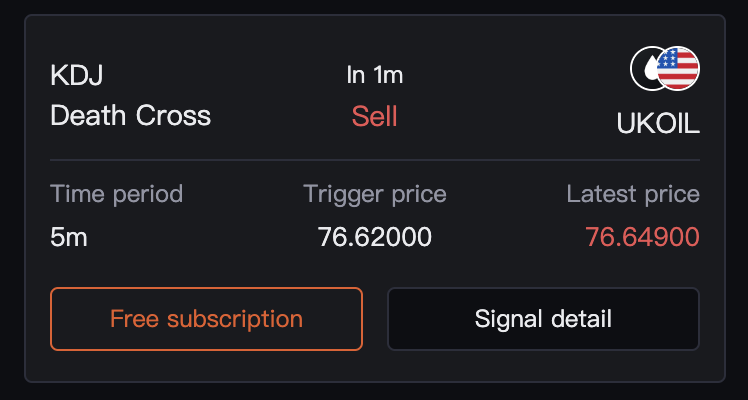 KDJ
Death Cross
In 1m
Sell
UKOIL
Time period
Trigger price
Latest price
5m
76.62000
76.64900
Free subscription
Signal detail